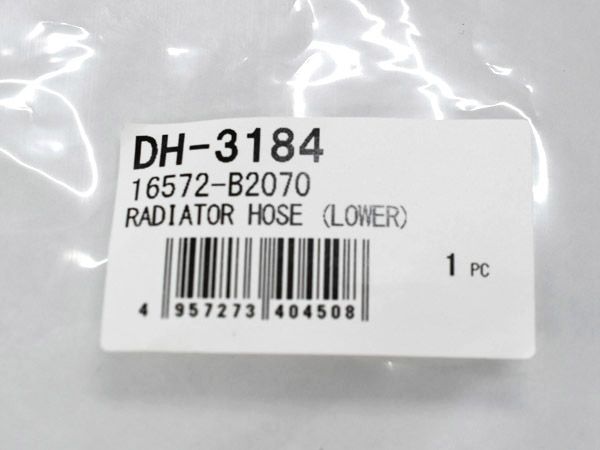 DH-3184
16572-B2070
RADIATOR HOSE (LOWER)
1 PC
4 957273 404508